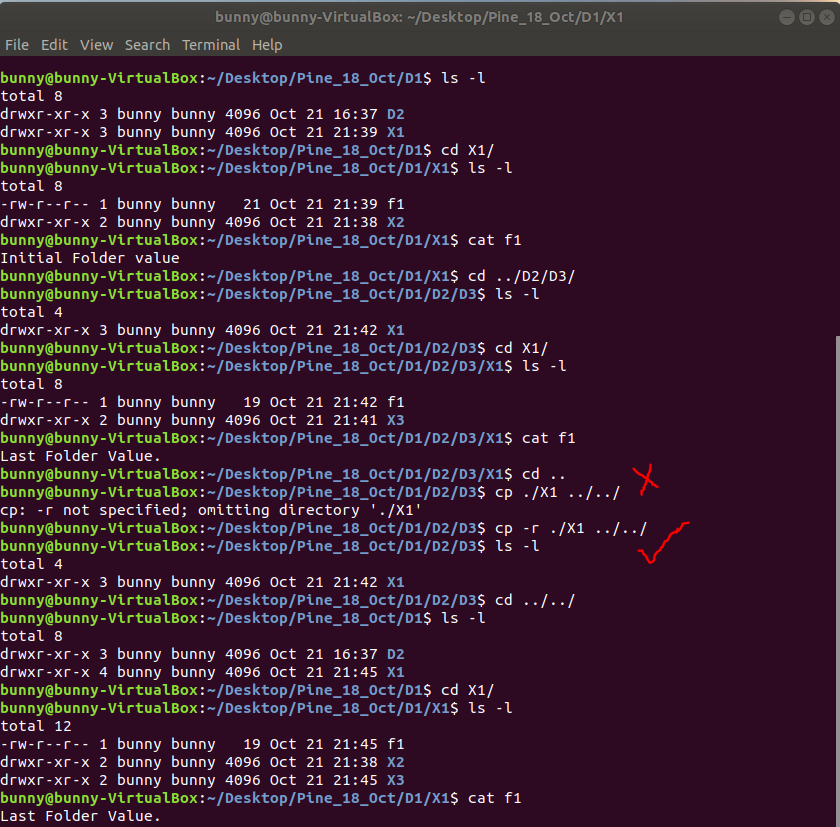 bunny@bunny-VirtualBox: ~/Desktop/Pine_18_Oct/D1/X1
File Edit View Search Terminal Help
bunny@bunny-VirtualBox:~/Desktop/Pine_18_Oct/D1$ ls -l
total 8
drwxr-xr-x 3 bunny bunny 4096 Oct 21 16:37 D2
drwxr-xr-x 3 bunny bunny 4096 Oct 21 21:39 X1
bunny@bunny-VirtualBox:~/Desktop/Pine_18_Oct/D1$ cd X1/
bunny@bunny-VirtualBox:~/Desktop/Pine_18_Oct/D1/X1$ ls -l
total 8
-rw-r--r-- 1 bunny bunny   21 Oct 21 21:39 f1
drwxr-xr-x 2 bunny bunny 4096 Oct 21 21:38 X2
bunny@bunny-VirtualBox:~/Desktop/Pine_18_Oct/D1/X1$ cat f1
Initial Folder value
bunny@bunny-VirtualBox:~/Desktop/Pine_18_Oct/D1/X1$ cd ../D2/D3/
bunny@bunny-VirtualBox:~/Desktop/Pine_18_Oct/D1/D2/D3$ ls -l
total 4
drwxr-xr-x 3 bunny bunny 4096 Oct 21 21:42 X1
bunny@bunny-VirtualBox:~/Desktop/Pine_18_Oct/D1/D2/D3$ cd X1/
bunny@bunny-VirtualBox:~/Desktop/Pine_18_Oct/D1/D2/D3/X1$ ls -l
total 8
-rw-r--r-- 1 bunny bunny   19 Oct 21 21:42 f1
drwxr-xr-x 2 bunny bunny 4096 Oct 21 21:41 X3
bunny@bunny-VirtualBox:~/Desktop/Pine_18_Oct/D1/D2/D3/X1$ cat f1
Last Folder Value.
bunny@bunny-VirtualBox:~/Desktop/Pine_18_Oct/D1/D2/D3/X1$ cd ..
bunny@bunny-VirtualBox:~/Desktop/Pine_18_Oct/D1/D2/D3$ cp ./X1 ../../
cp: -r not specified; omitting directory './X1'
bunny@bunny-VirtualBox:~/Desktop/Pine_18_Oct/D1/D2/D3$ cp -r ./X1 ../../
bunny@bunny-VirtualBox:~/Desktop/Pine_18_Oct/D1/D2/D3$ ls -l
total 4
drwxr-xr-x 3 bunny bunny 4096 Oct 21 21:42 X1
bunny@bunny-VirtualBox:~/Desktop/Pine_18_Oct/D1/D2/D3$ cd ../../
bunny@bunny-VirtualBox:~/Desktop/Pine_18_Oct/D1$ ls -l
total 8
drwxr-xr-x 3 bunny bunny 4096 Oct 21 16:37 D2
drwxr-xr-x 4 bunny bunny 4096 Oct 21 21:45 X1
bunny@bunny-VirtualBox:~/Desktop/Pine_18_Oct/D1$ cd X1/
bunny@bunny-VirtualBox:~/Desktop/Pine_18_Oct/D1/X1$ ls -l
total 12
-rw-r--r-- 1 bunny bunny   19 Oct 21 21:45 f1
drwxr-xr-x 2 bunny bunny 4096 Oct 21 21:38 X2
drwxr-xr-x 2 bunny bunny 4096 Oct 21 21:45 X3
bunny@bunny-VirtualBox:~/Desktop/Pine_18_Oct/D1/X1$ cat f1
Last Folder Value.